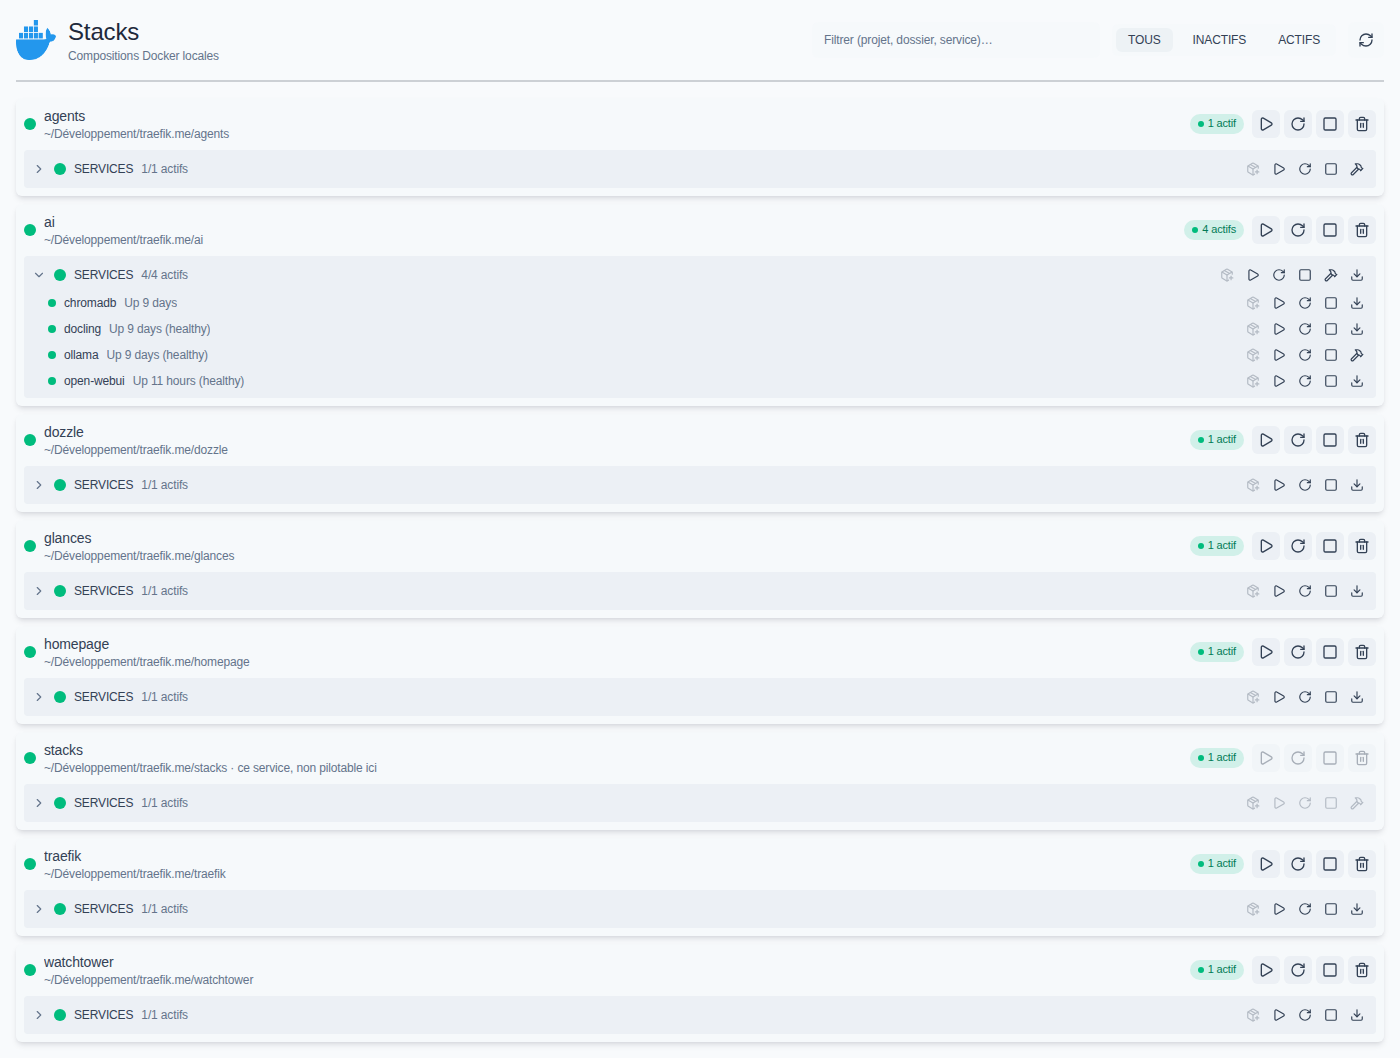 Stacks
Compositions Docker locales
Filtrer (projet, dossier, service)…
TOUS INACTIFS ACTIFS
agents
~/Développement/traefik.me/agents
1 actif
SERVICES 1/1 actifs
ai
~/Développement/traefik.me/ai
4 actifs
SERVICES 4/4 actifs
chromadb Up 9 days
docling Up 9 days (healthy)
ollama Up 9 days (healthy)
open-webui Up 11 hours (healthy)
dozzle
~/Développement/traefik.me/dozzle
1 actif
SERVICES 1/1 actifs
glances
~/Développement/traefik.me/glances
1 actif
SERVICES 1/1 actifs
homepage
~/Développement/traefik.me/homepage
1 actif
SERVICES 1/1 actifs
stacks
~/Développement/traefik.me/stacks · ce service, non pilotable ici
1 actif
SERVICES 1/1 actifs
traefik
~/Développement/traefik.me/traefik
1 actif
SERVICES 1/1 actifs
watchtower
~/Développement/traefik.me/watchtower
1 actif
SERVICES 1/1 actifs